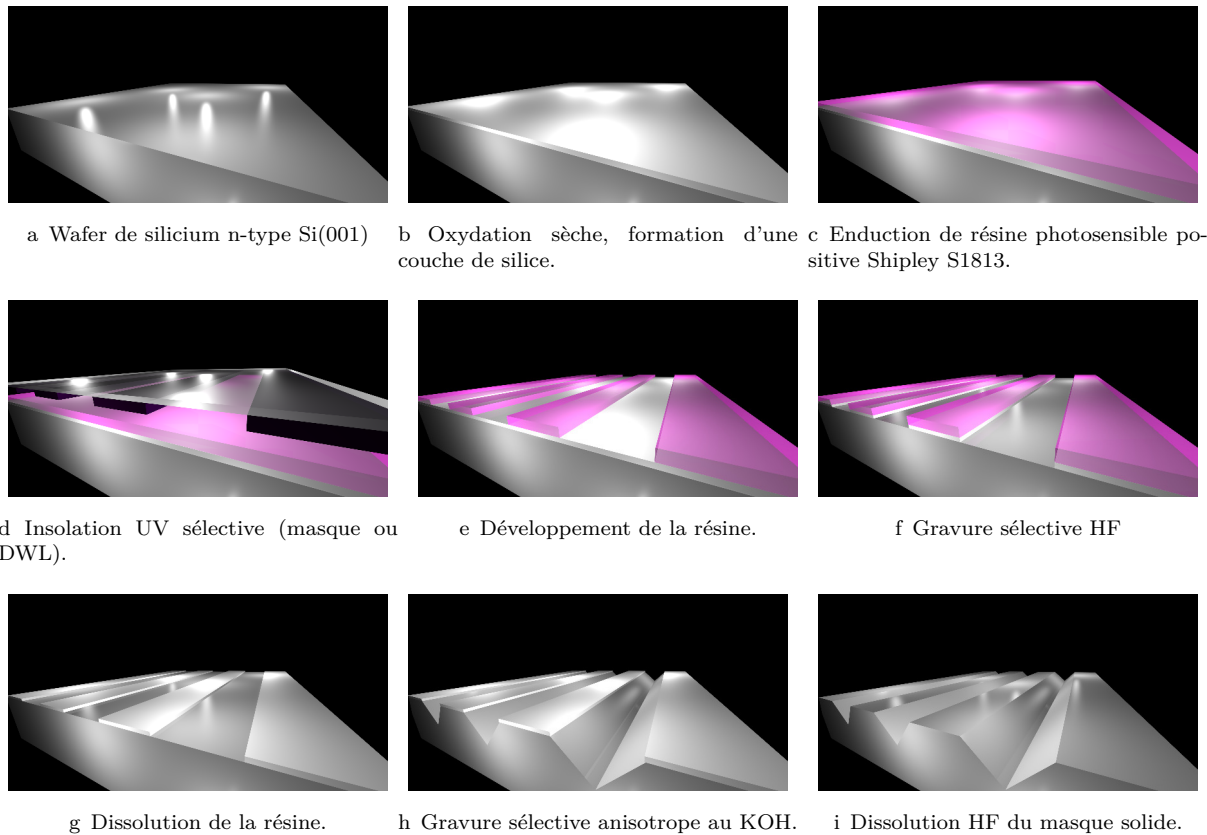 a Wafer de silicium n-type Si(001)
b Oxydation sèche, formation d'une
couche de silice.
c Enduction de résine photosensible po-
sitive Shipley S1813.
d Insolation UV sélective (masque ou
DWL).
e Développement de la résine.
f Gravure sélective HF
g Dissolution de la résine.
h Gravure sélective anisotrope au KOH.
i Dissolution HF du masque solide.